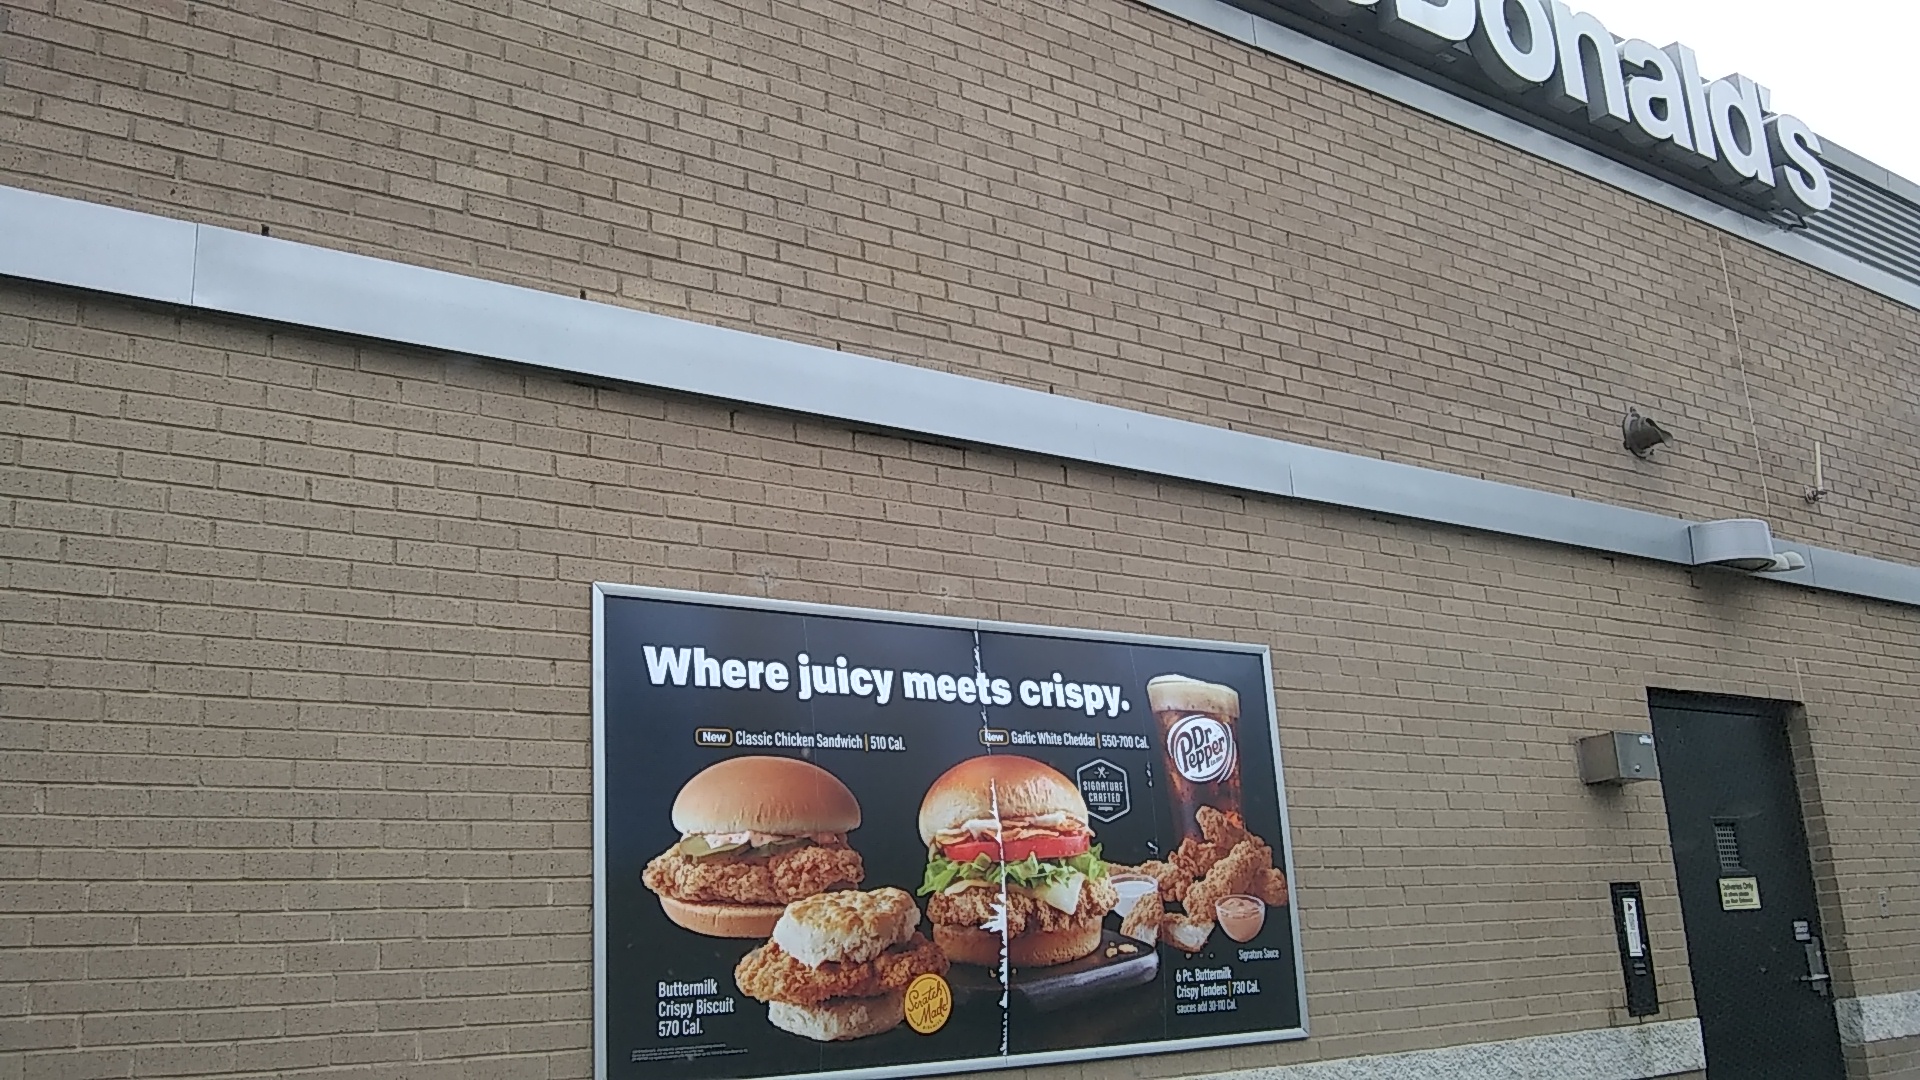 Donald's
Where juicy meets crispy.
New Classic Chicken Sandwich | 510 Cal.
New Garlic White Cheddar | 550-700 Cal.
Dr
Pepper
SIGNATURE
CRAFTED
Signature Sauce
Buttermilk
Crispy Biscuit
570 Cal.
Scratch
Made
6 Pc. Buttermilk
Crispy Tenders | 730 Cal.
sauces add 30-110 Cal.
Deliveries Only